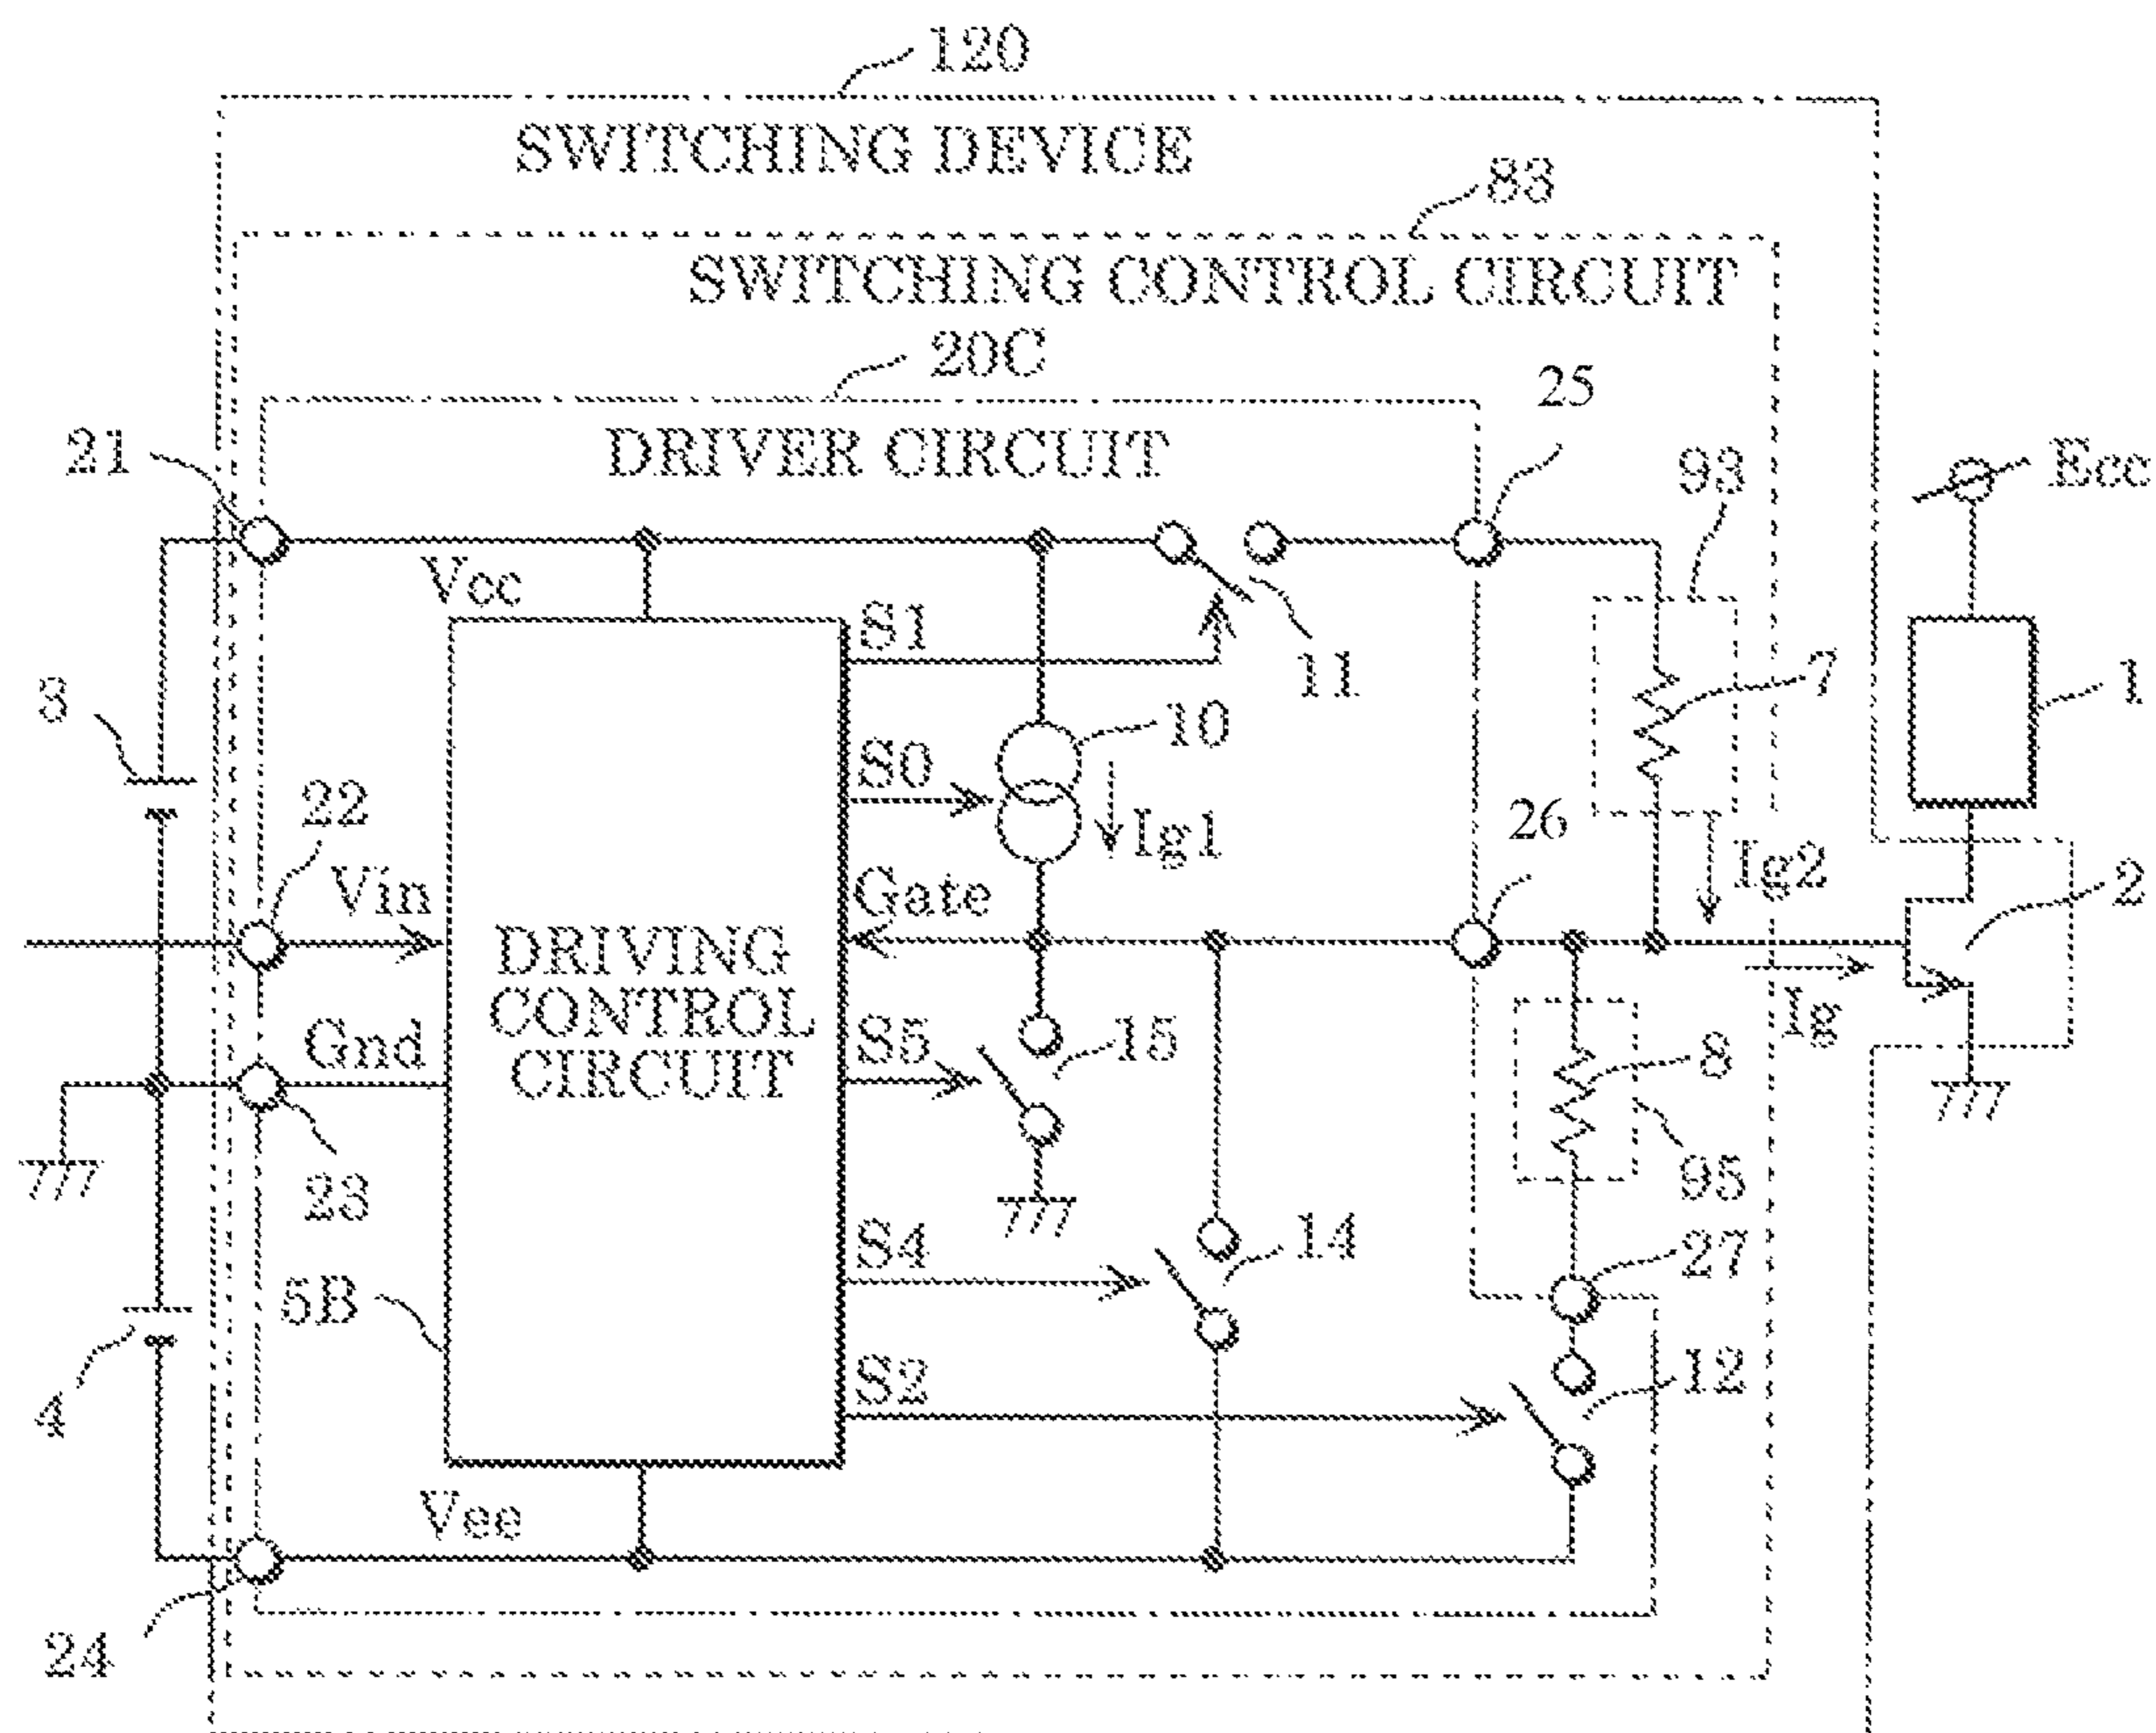 120
SWITCHING DEVICE
83
SWITCHING CONTROL CIRCUIT
20C
25
DRIVER CIRCUIT
21
93
Ecc
Vcc
S1
11
7
1
3
10
S0
22
26
Ig1
Vin
Gate
Ig2
2
DRIVING
CONTROL
CIRCUIT
Ig
Gnd
S5
15
8
23
95
S4
14
27
5B
S2
12
4
Vee
24